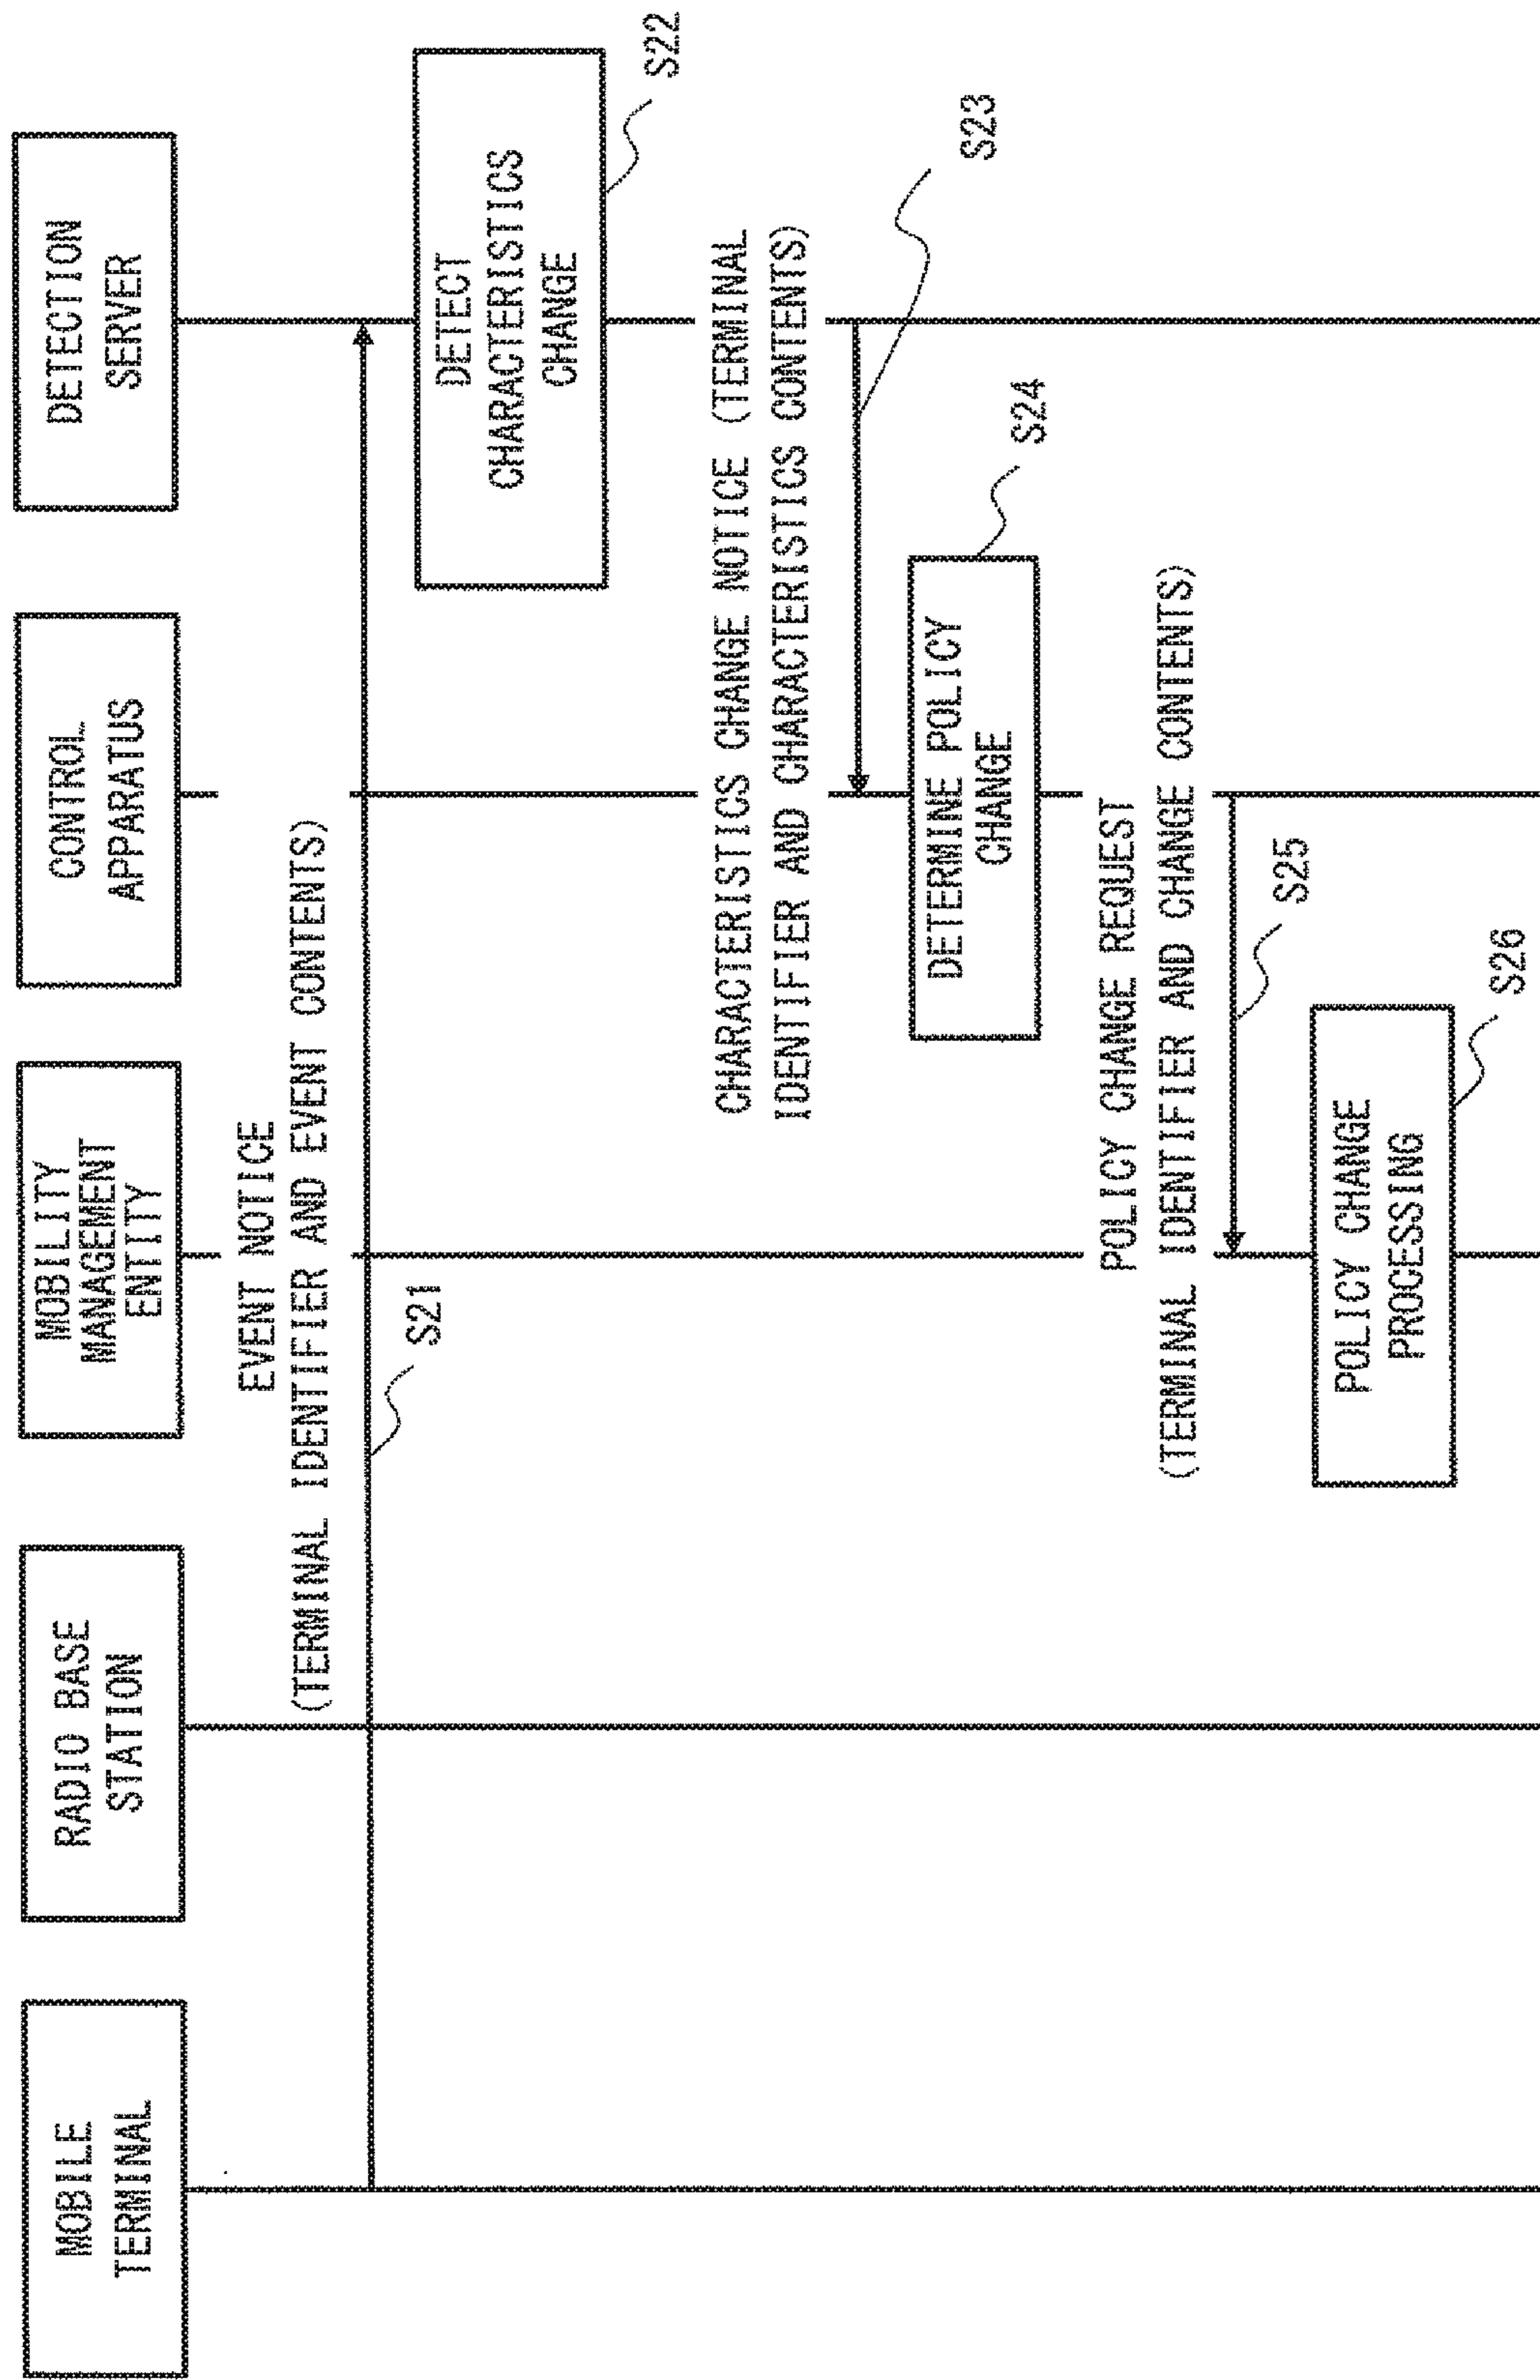 MOBILE
TERMINAL
RADIO BASE
STATION
MOBILITY
MANAGEMENT
ENTITY
CONTROL
APPARATUS
DETECTION
SERVER
EVENT NOTICE
(TERMINAL IDENTIFIER AND EVENT CONTENTS)
S21
DETECT
CHARACTERISTICS
CHANGE
S22
CHARACTERISTICS CHANGE NOTICE (TERMINAL
IDENTIFIER AND CHARACTERISTICS CONTENTS)
S23
DETERMINE POLICY
CHANGE
S24
POLICY CHANGE REQUEST
(TERMINAL IDENTIFIER AND CHANGE CONTENTS)
S25
POLICY CHANGE
PROCESSING
S26